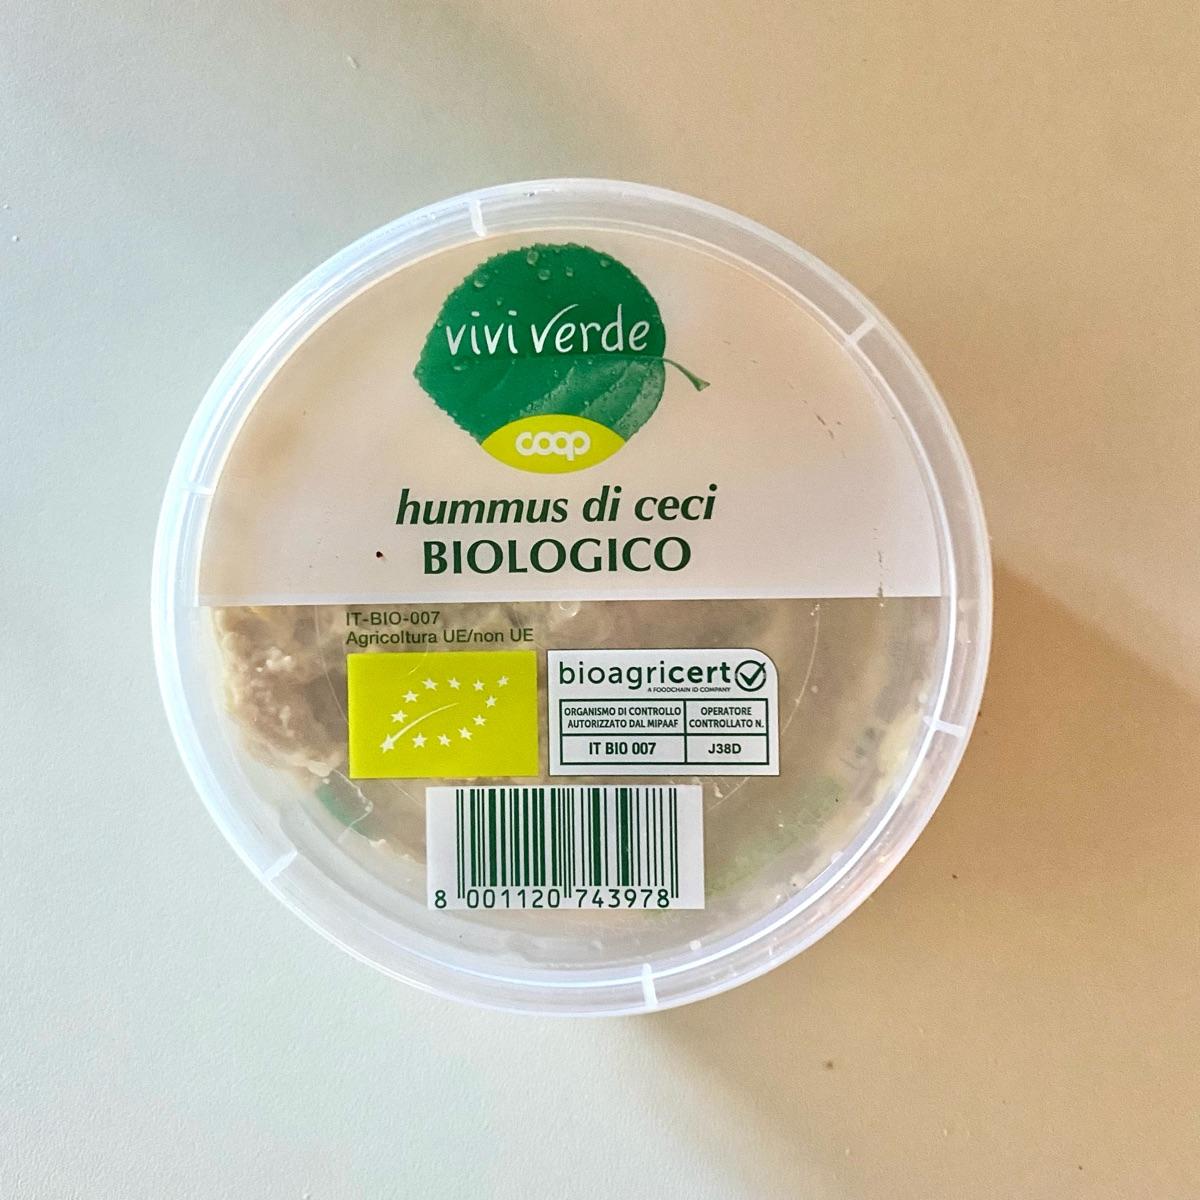 vivi verde
coop
hummus di ceci
BIOLOGICO
IT-BIO-007
Agricoltura UE/non UE
bioagricert
A FOODCHAIN ID COMPANY
ORGANISMO DI CONTROLLO
AUTORIZZATO DAL MIPAAF
OPERATORE
CONTROLLATO N.
IT BIO 007
J38D
8 001120 743978